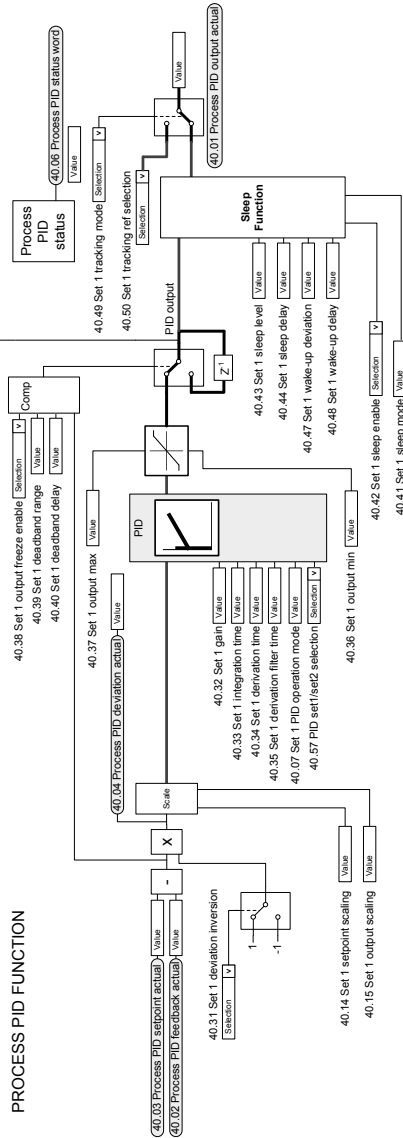 PROCESS PID FUNCTION
40.03 Process PID setpoint actual Value
40.02 Process PID feedback actual Value
-
X
40.31 Set 1 deviation inversion
Selection v
1
-1
40.04 Process PID deviation actual Value
Scale
40.14 Set 1 setpoint scaling Value
40.15 Set 1 output scaling Value
PID
40.32 Set 1 gain Value
40.33 Set 1 integration time Value
40.34 Set 1 derivation time Value
40.35 Set 1 derivation filter time Value
40.07 Set 1 PID operation mode Value
40.57 PID set1/set2 selection Selection v
40.37 Set 1 output max Value
40.36 Set 1 output min Value
40.38 Set 1 output freeze enable Selection v
40.39 Set 1 deadband range Value
40.40 Set 1 deadband delay Value
Comp
PID output
Z-1
Process
PID
status
40.06 Process PID status word
Value
40.49 Set 1 tracking mode Selection v
40.50 Set 1 tracking ref selection
Selection v
Value
40.01 Process PID output actual
Sleep
Function
40.43 Set 1 sleep level Value
40.44 Set 1 sleep delay Value
40.47 Set 1 wake-up deviation Value
40.48 Set 1 wake-up delay Value
40.42 Set 1 sleep enable Selection v
40.41 Set 1 sleep mode Value